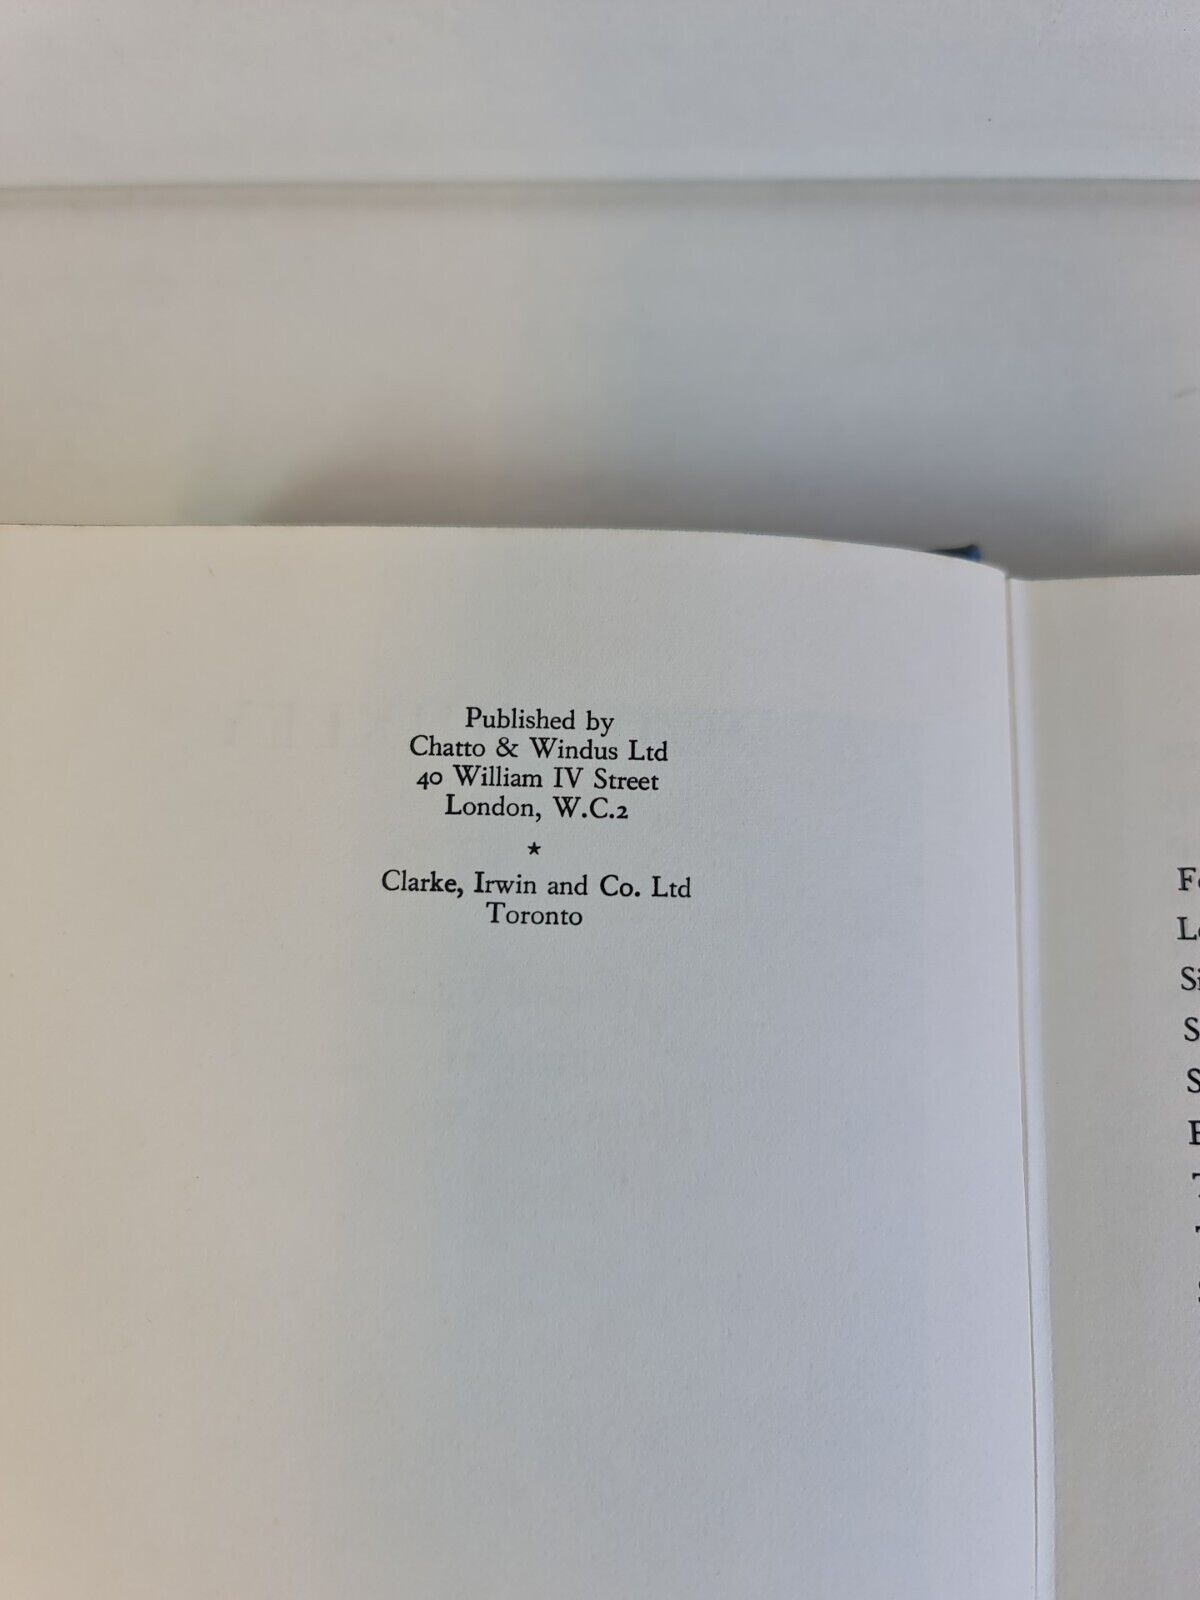 Published by
Chatto & Windus Ltd
40 William IV Street
London, W.C.2
★
Clarke, Irwin and Co. Ltd
Toronto